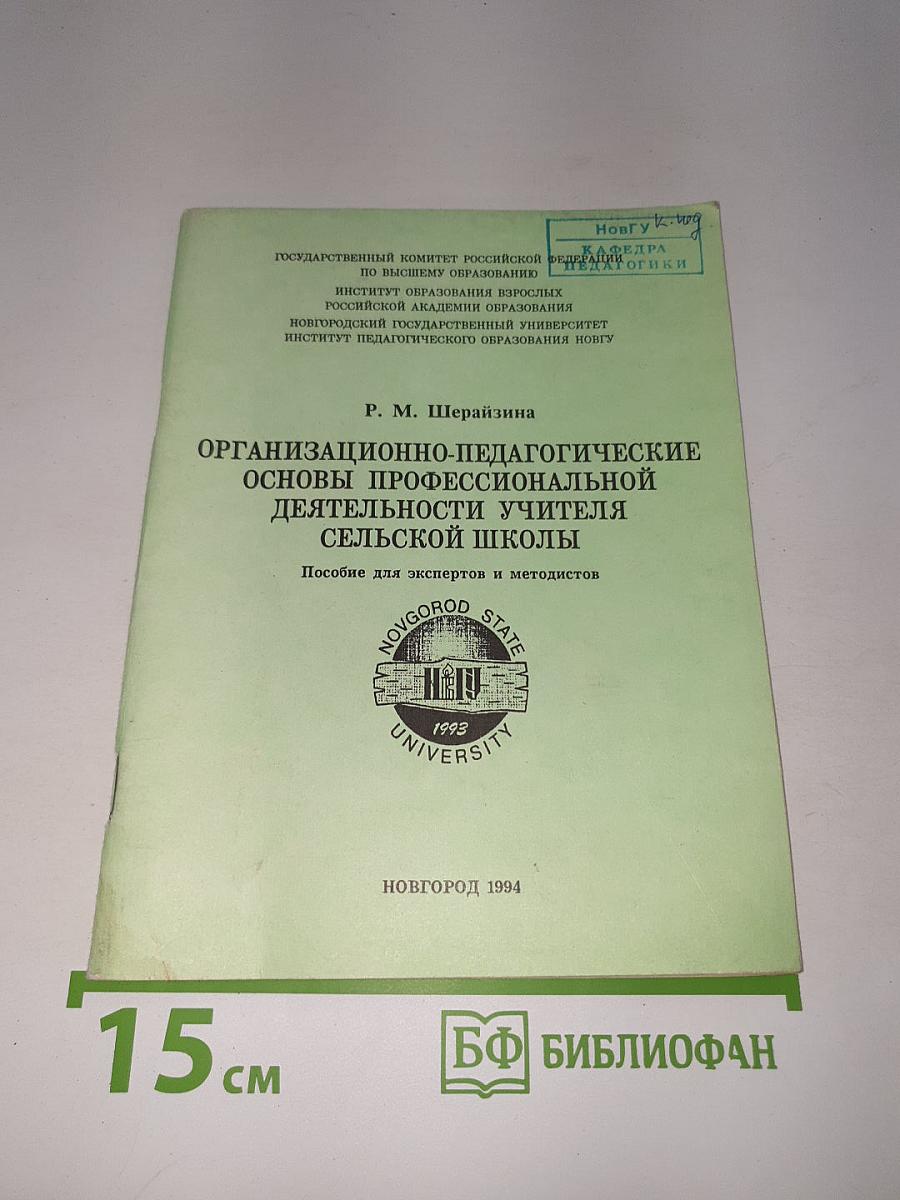 НовГУ к. пед
КАФЕДРА
ПЕДАГОГИКИ
ГОСУДАРСТВЕННЫЙ КОМИТЕТ РОССИЙСКОЙ ФЕДЕРАЦИИ
ПО ВЫСШЕМУ ОБРАЗОВАНИЮ
ИНСТИТУТ ОБРАЗОВАНИЯ ВЗРОСЛЫХ
РОССИЙСКОЙ АКАДЕМИИ ОБРАЗОВАНИЯ
НОВГОРОДСКИЙ ГОСУДАРСТВЕННЫЙ УНИВЕРСИТЕТ
ИНСТИТУТ ПЕДАГОГИЧЕСКОГО ОБРАЗОВАНИЯ НОВГУ
Р. М. Шерайзина
ОРГАНИЗАЦИОННО-ПЕДАГОГИЧЕСКИЕ
ОСНОВЫ ПРОФЕССИОНАЛЬНОЙ
ДЕЯТЕЛЬНОСТИ УЧИТЕЛЯ
СЕЛЬСКОЙ ШКОЛЫ
Пособие для экспертов и методистов
NOVGOROD STATE
НГУ
1993
UNIVERSITY
НОВГОРОД 1994
15 см
БФ БИБЛИОФАН